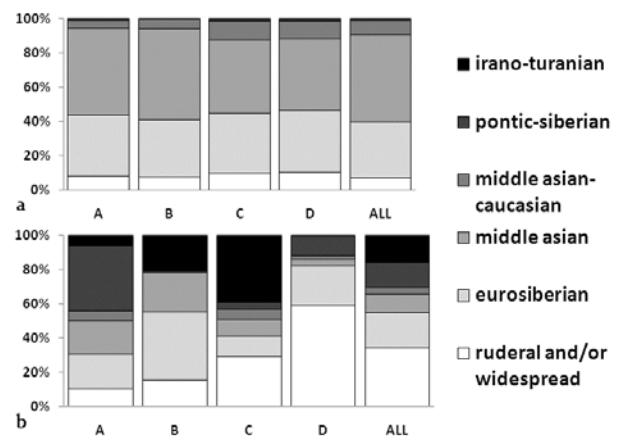 100%
80%
60%
40%
20%
0%
a
A B C D ALL
100%
80%
60%
40%
20%
0%
b
A B C D ALL
irano-turanian
pontic-siberian
middle asian-
caucasian
middle asian
eurosiberian
ruderal and/or
widespread